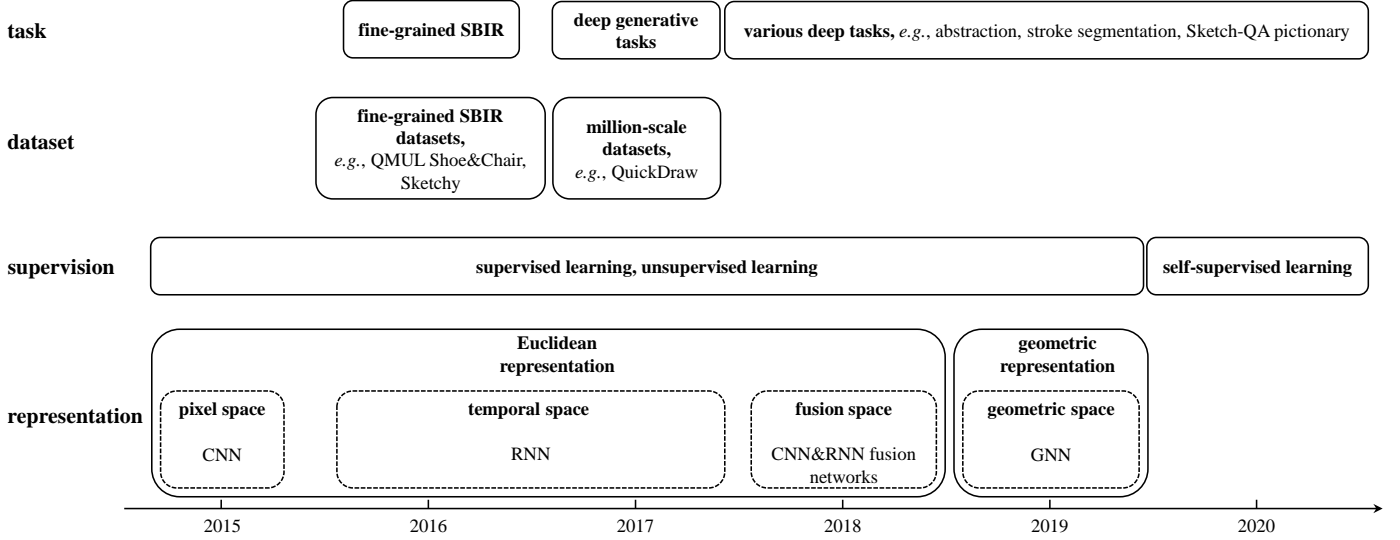 task
fine-grained SBIR
deep generative
tasks
various deep tasks, e.g., abstraction, stroke segmentation, Sketch-QA pictionary
dataset
fine-grained SBIR
datasets,
e.g., QMUL Shoe&Chair,
Sketchy
million-scale
datasets,
e.g., QuickDraw
supervision
supervised learning, unsupervised learning
self-supervised learning
representation
Euclidean
representation
pixel space
CNN
temporal space
RNN
fusion space
CNN&RNN fusion
networks
geometric
representation
geometric space
GNN
2015
2016
2017
2018
2019
2020